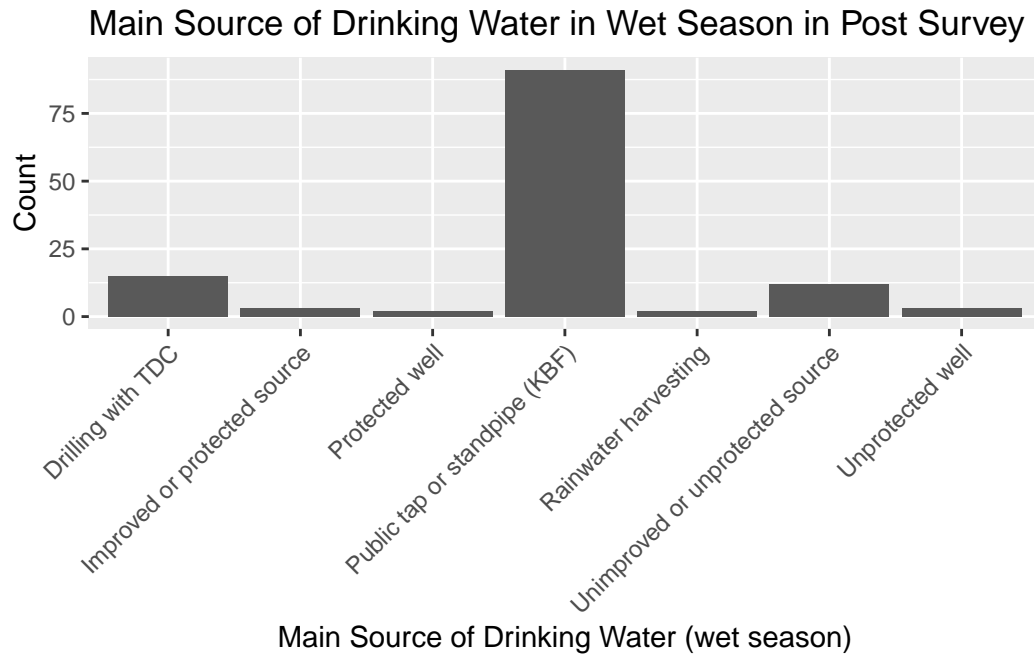 Main Source of Drinking Water in Wet Season in Post Survey
Count
75
50
25
0
Drilling with TDC
Improved or protected source
Protected well
Public tap or standpipe (KBF)
Rainwater harvesting
Unimproved or unprotected source
Unprotected well
Main Source of Drinking Water (wet season)